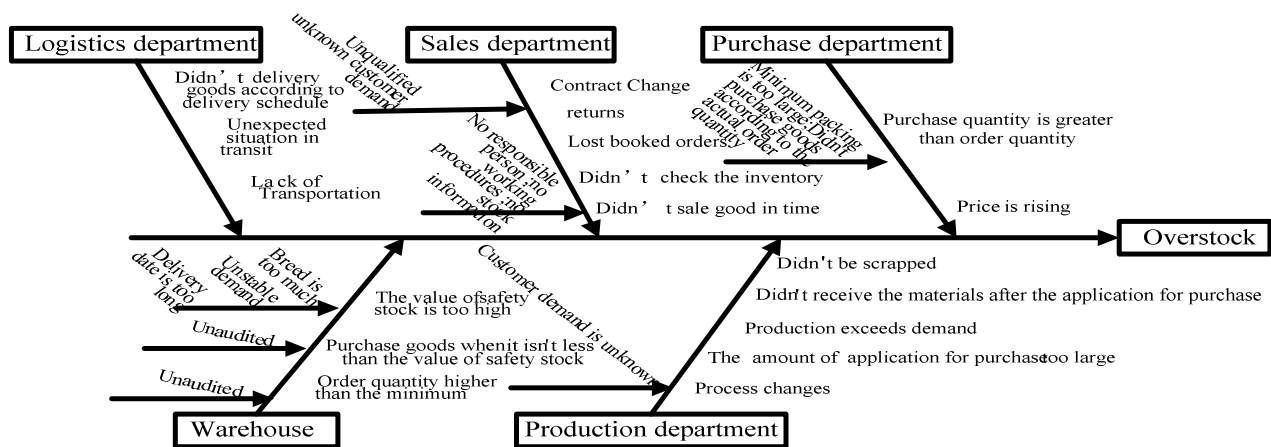 Logistics department
Sales department
Purchase department
Didn't delivery
goods according to
delivery schedule
Unexpected
situation in
transit
Lack of
Transportation
Unqualified
unknown customer
demand
No responsible
person ;no
working
procedures ;no
stock
information
Contract Change
returns
Lost booked orders.
Didn't check the inventory
Didn't sale good in time
Minimum packing
is too large;Didn't
purchase goods
according to the
actual order
quantity
Purchase quantity is greater
than order quantity
Price is rising
Overstock
Delivery
date is too
long
Unstable
demand
Bread is
too much
Unaudited
Unaudited
The value of safety
stock is too high
Purchase goods when it isn't less
than the value of safety stock
Order quantity higher
than the minimum
Customer demand is unknown
Didn't be scrapped
Didn't receive the materials after the application for purchase
Production exceeds demand
The amount of application for purchase too large
Process changes
Warehouse
Production department